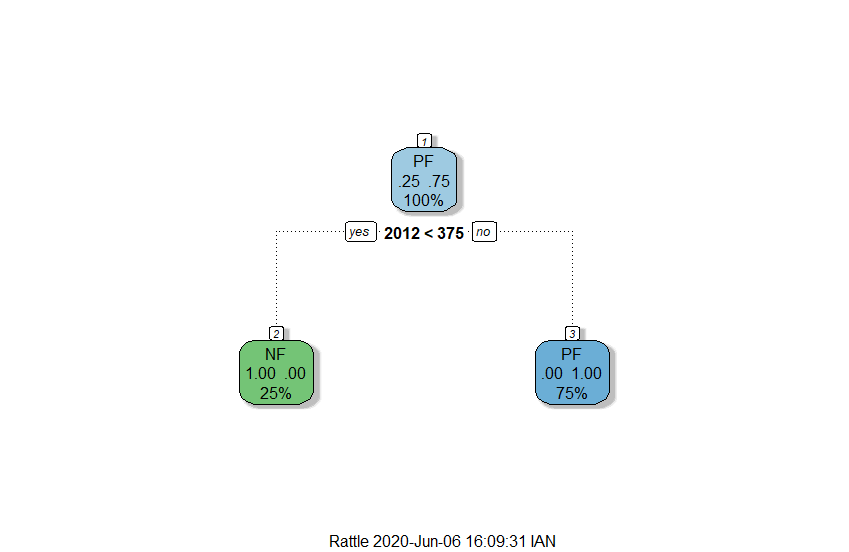 1
PF
.25 .75
100%
yes 2012 < 375 no
2
NF
1.00 .00
25%
3
PF
.00 1.00
75%
Rattle 2020-Jun-06 16:09:31 IAN